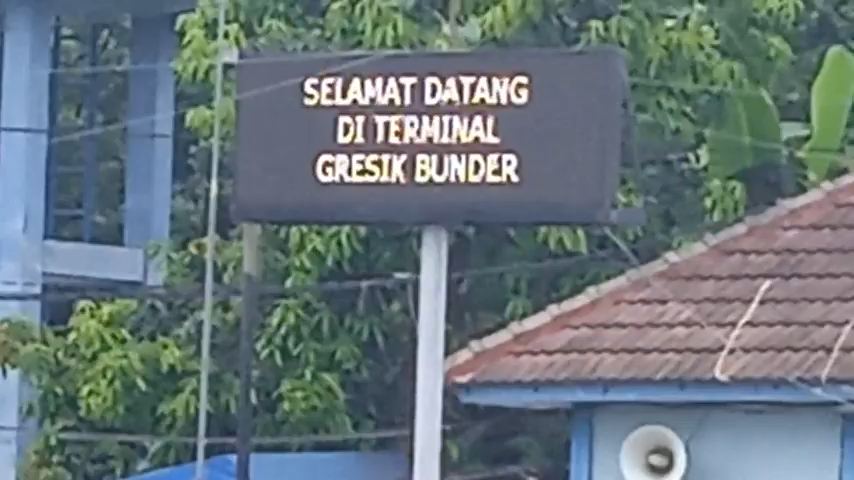 SELAMAT DATANG
DI TERMINAL
GRESIK BUNDER